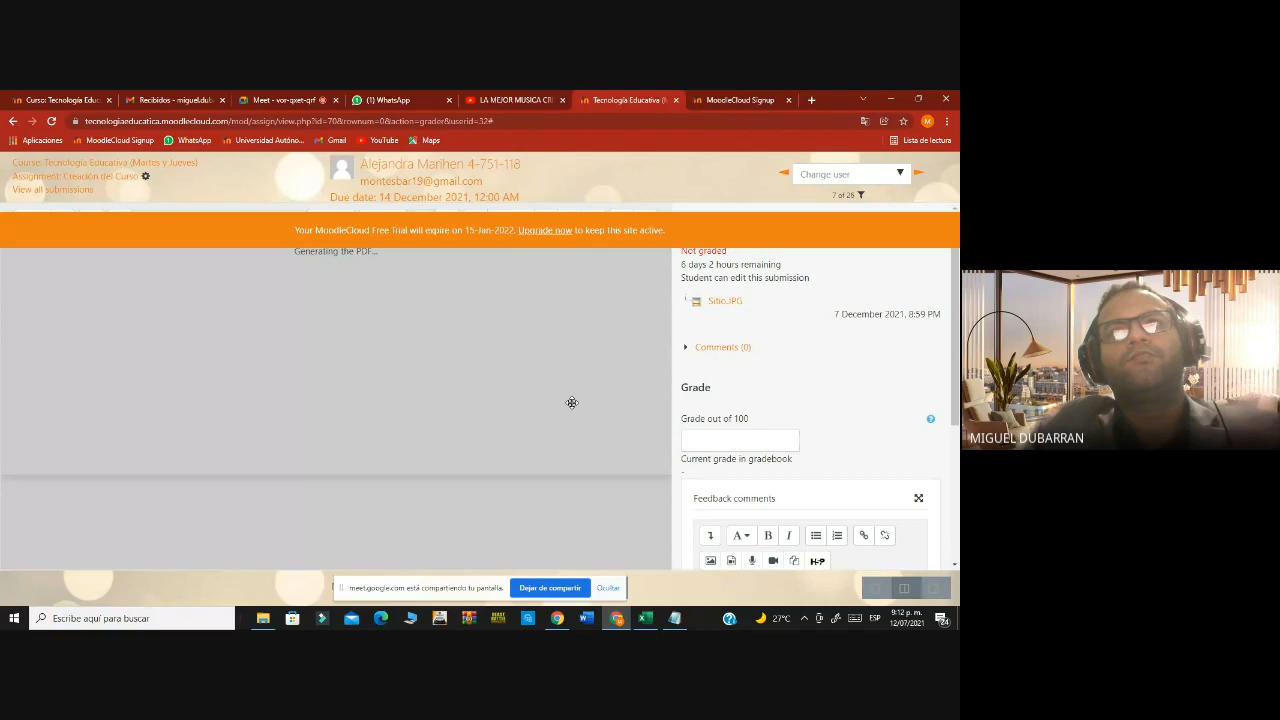 Curso: Tecnología Educ
Recibidos - miguel.dub
Meet - vor-qxet-qrf
(1) WhatsApp
LA MEJOR MUSICA CRI
Tecnología Educativa (M
MoodleCloud Signup
tecnologiaeducatica.moodlecloud.com/mod/assign/view.php?id=70&rownum=0&action=grader&userid=32#
Aplicaciones
MoodleCloud Signup
WhatsApp
Universidad Autóno...
Gmail
YouTube
Maps
Lista de lectura
Course: Tecnología Educativa (Martes y Jueves)
Assignment: Creación del Curso
View all submissions
Alejandra Marihen 4-751-118
montesbar19@gmail.com
Due date: 14 December 2021, 12:00 AM
Change user
7 of 26
Your MoodleCloud Free Trial will expire on 15-Jan-2022. Upgrade now to keep this site active.
Generating the PDF...
Not graded
6 days 2 hours remaining
Student can edit this submission
Sitio.JPG
7 December 2021, 8:59 PM
Comments (0)
Grade
Grade out of 100
Current grade in gradebook
-
Feedback comments
A
B
I
H-P
meet.google.com está compartiendo tu pantalla.
Dejar de compartir
Ocultar
MIGUEL DUBARRAN
Escribe aquí para buscar
27°C
ESP
9:12 p. m.
12/07/2021
24